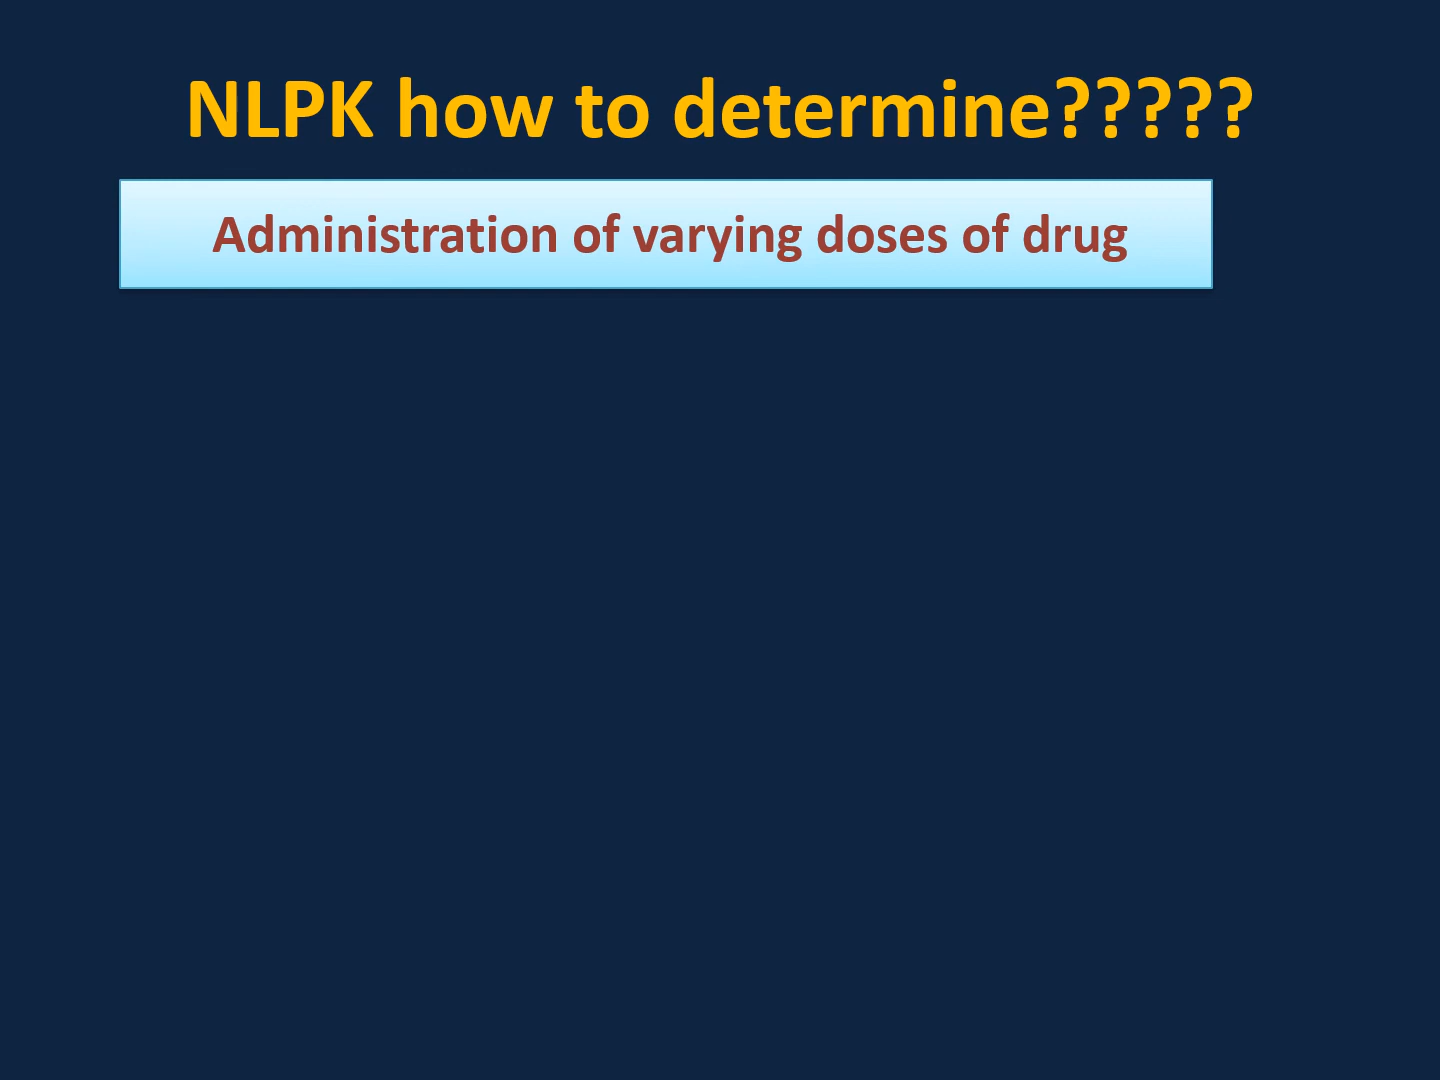 NLPK how to determine?????
Administration of varying doses of drug